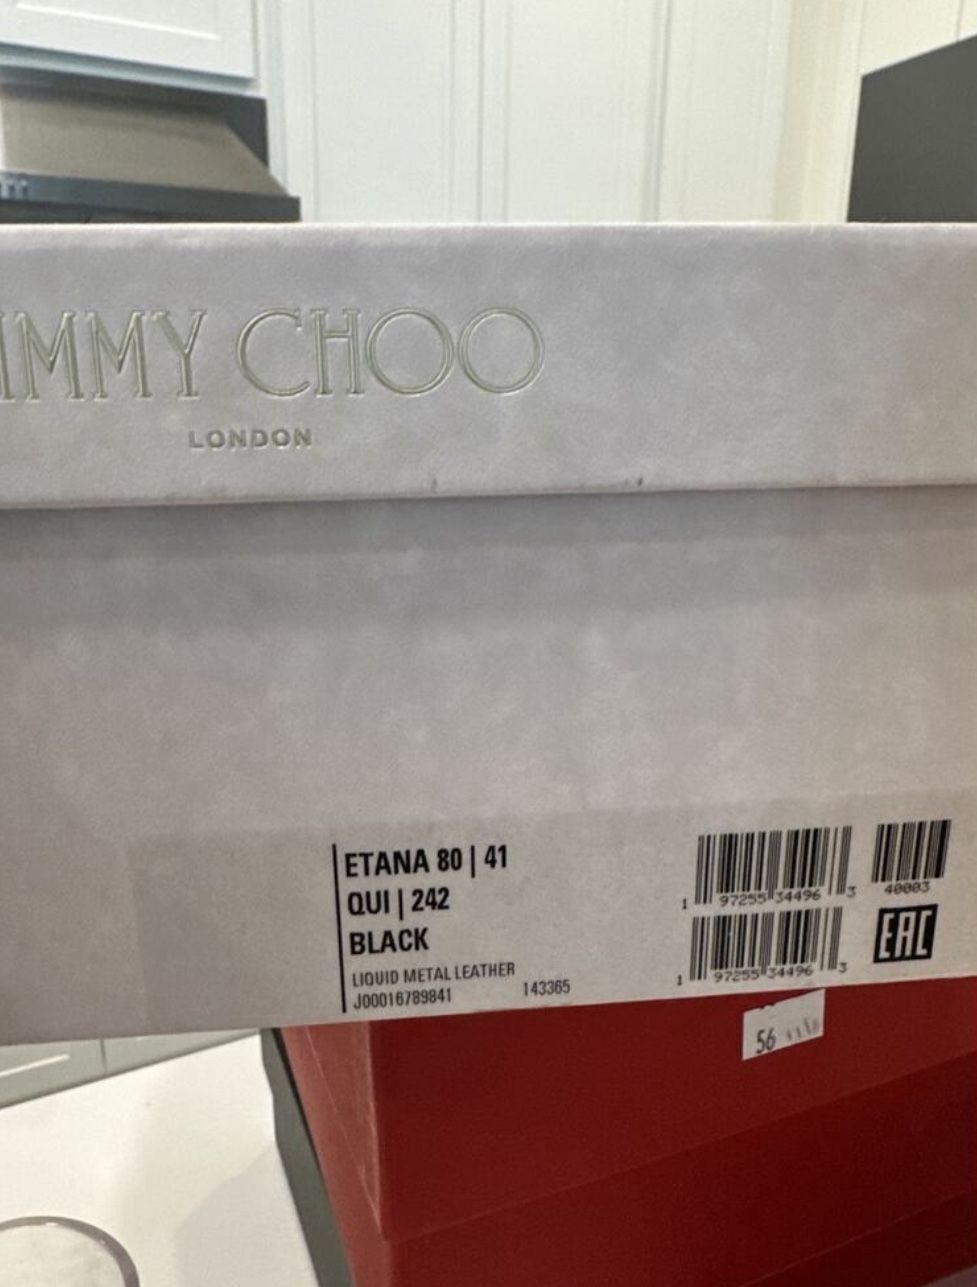 IMMY CHOO
LONDON
ETANA 80 | 41
QUI | 242
BLACK
LIQUID METAL LEATHER
J00016789841 143365
1 97255 34496 3
40003
1 97255 34496 3
EAC
56